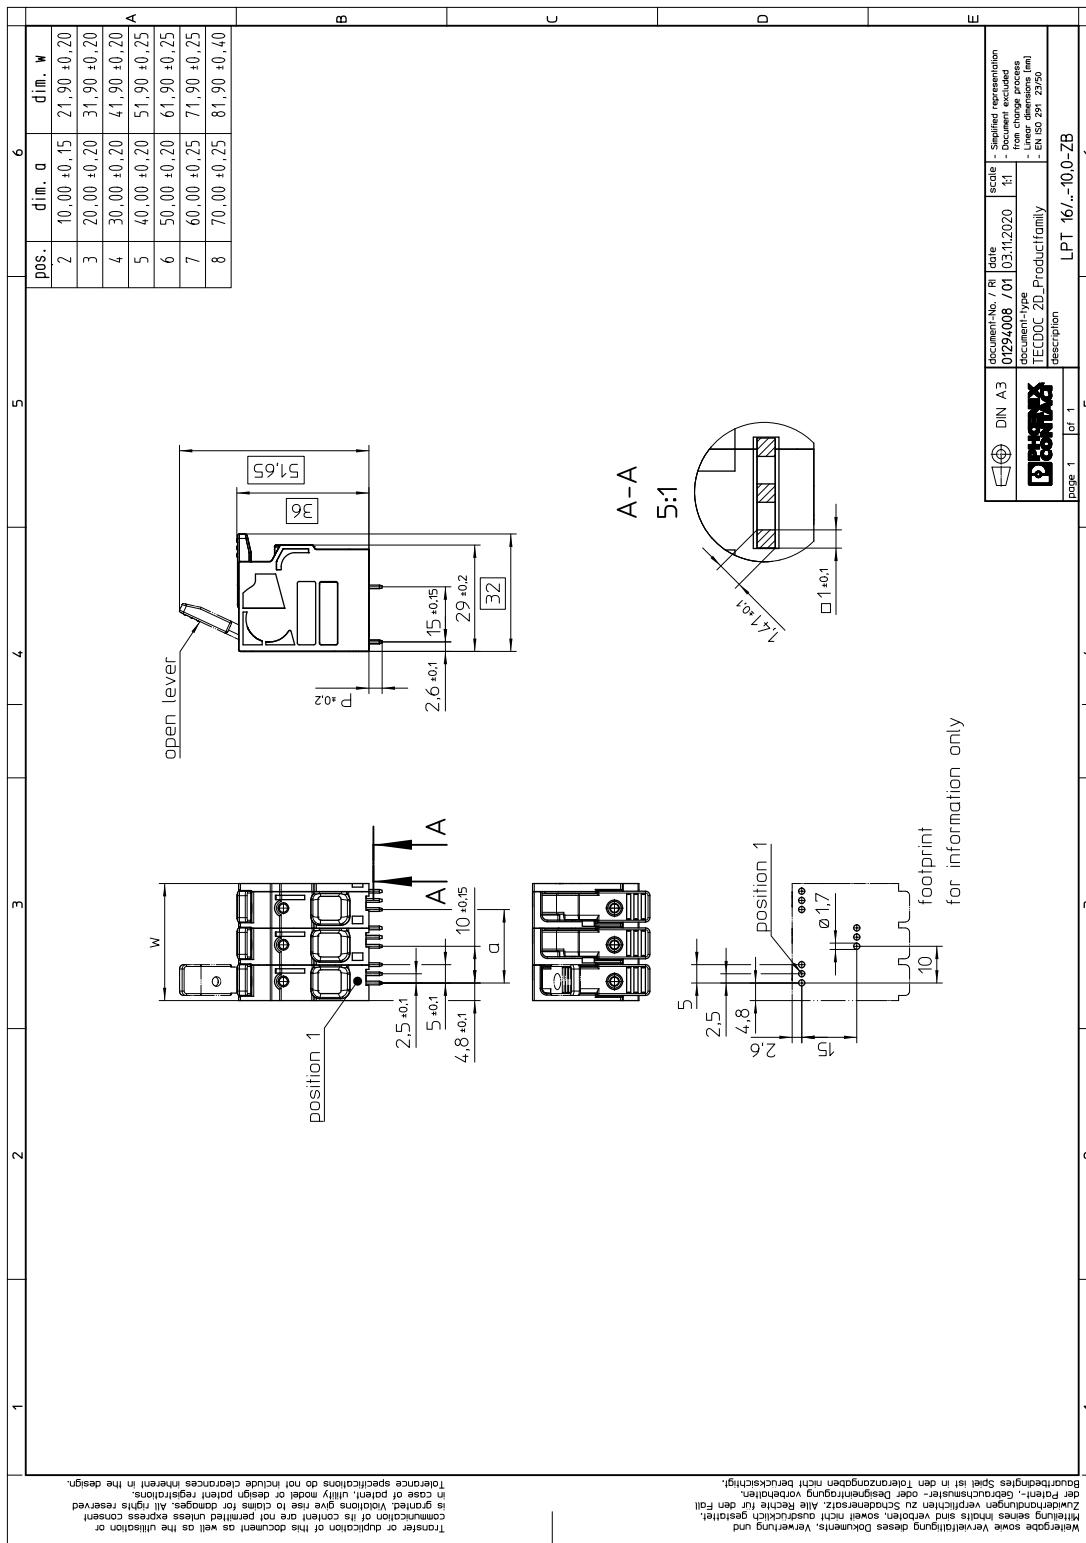 1
2
3
4
5
6
A
B
C
D
E
pos. dim. a dim. w
2 10,00 ±0,15 21,90 ±0,20
3 20,00 ±0,20 31,90 ±0,20
4 30,00 ±0,20 41,90 ±0,20
5 40,00 ±0,20 51,90 ±0,25
6 50,00 ±0,20 61,90 ±0,25
7 60,00 ±0,25 71,90 ±0,25
8 70,00 ±0,25 81,90 ±0,40
w
position 1
A
A
2,5 ±0,1
5 ±0,1
4,8 ±0,1
10 ±0,15
a
open lever
51,65
36
P ±0,2
2,6 ±0,1
15 ±0,15
29 ±0,2
32
A-A
5:1
1,41 ±0,1
□ 1 ±0,1
position 1
5
2,5
4,8
2,6
15
10
ø 1,7
footprint
for information only
DIN A3
PHOENIX
CONTACT
page 1 of 1
document-No. / RI
01294008 / 01
date
03.11.2020
scale
1:1
- Simplified representation
- Document excluded
from change process
- Linear dimensions [mm]
- EN ISO 291 23/50
document-type
TECDOC 2D_Productfamily
description
LPT 16/..-10,0-ZB
Weitergabe sowie Vervielfältigung dieses Dokuments, Verwertung und
Mitteilung seines Inhalts sind verboten, soweit nicht ausdrücklich gestattet.
Zuwiderhandlungen verpflichten zu Schadenersatz. Alle Rechte für den Fall
der Patent-, Gebrauchsmuster- oder Designeintragung vorbehalten.
Bauartbedingtes Spiel ist in den Toleranzangaben nicht berücksichtigt.
Transfer or duplication of this document as well as the utilisation or
communication of its content are not permitted unless express consent
is granted. Violations give rise to claims for damages. All rights reserved
in case of patent, utility model or design patent registrations.
Tolerance specifications do not include clearances inherent in the design.